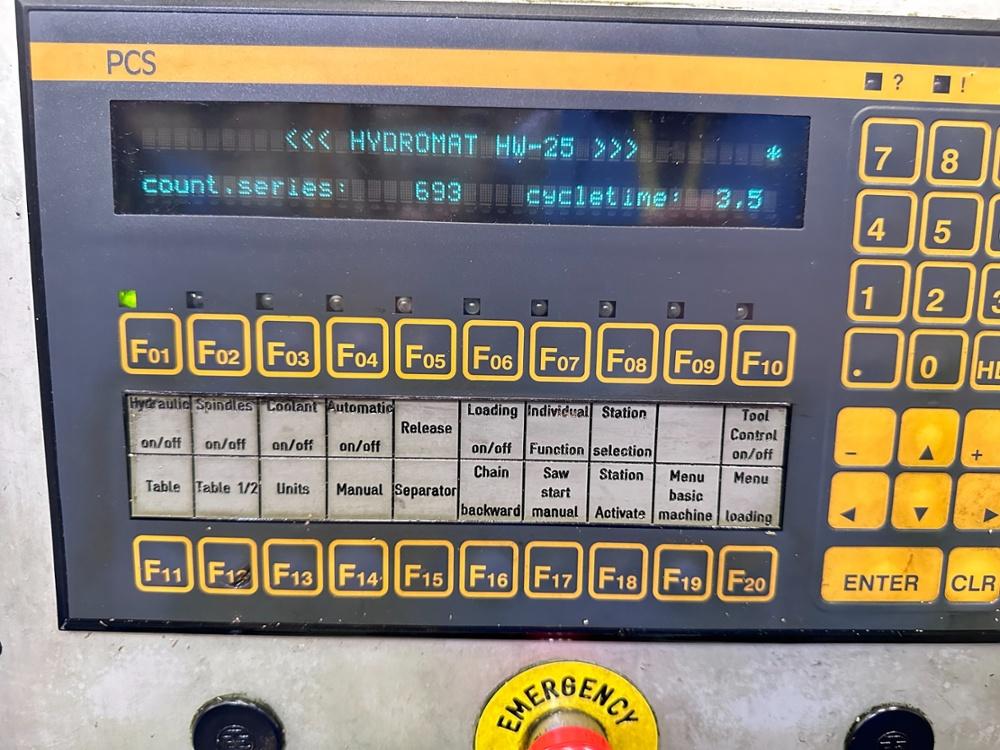 PCS
? !
<<< HYDROMAT HW-25 >>> *
count.series: 693 cycletime: 3,5
7 8
4 5
1 2 3
. 0 HE
F01 F02 F03 F04 F05 F06 F07 F08 F09 F10
Hydraulic Spindles Coolant Automatic Release Loading Individual Station Tool
on/off on/off on/off on/off on/off Function selection Control
on/off
Table Table 1/2 Units Manual Separator Chain Saw Station Menu Menu
backward start Activate basic loading
manual machine
F11 F12 F13 F14 F15 F16 F17 F18 F19 F20
- ▲ +
◄ ▼ ►
ENTER CLR
EMERGENCY